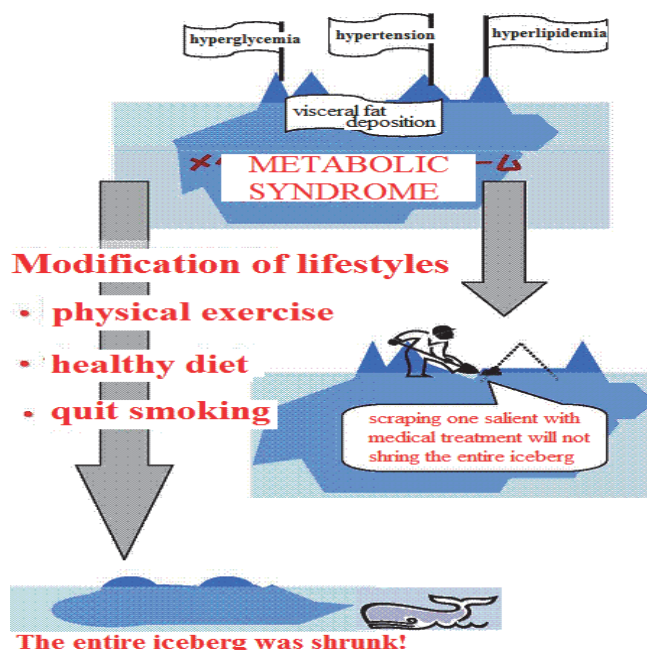 hyperglycemia
hypertension
hyperlipidemia
visceral fat
deposition
METABOLIC
SYNDROME
Modification of lifestyles
• physical exercise
• healthy diet
• quit smoking
scraping one salient with
medical treatment will not
shring the entire iceberg
The entire iceberg was shrunk!